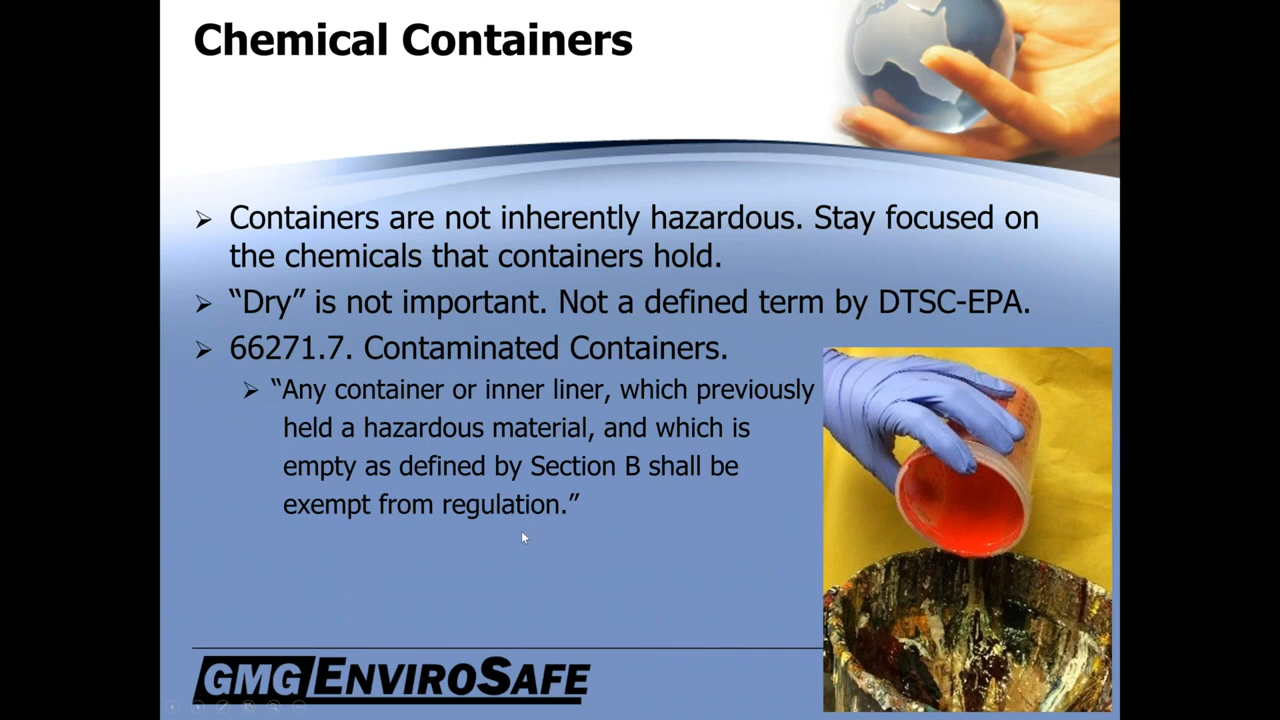 Chemical Containers
Containers are not inherently hazardous. Stay focused on
the chemicals that containers hold.
“Dry” is not important. Not a defined term by DTSC-EPA.
66271.7. Contaminated Containers.
“Any container or inner liner, which previously
held a hazardous material, and which is
empty as defined by Section B shall be
exempt from regulation.”
GMG ENVIROSAFE